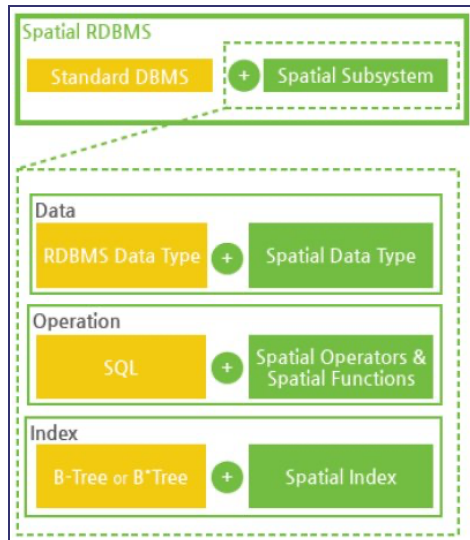 Spatial RDBMS
Standard DBMS + Spatial Subsystem
Data
RDBMS Data Type + Spatial Data Type
Operation
SQL + Spatial Operators &
Spatial Functions
Index
B-Tree or B*Tree + Spatial Index